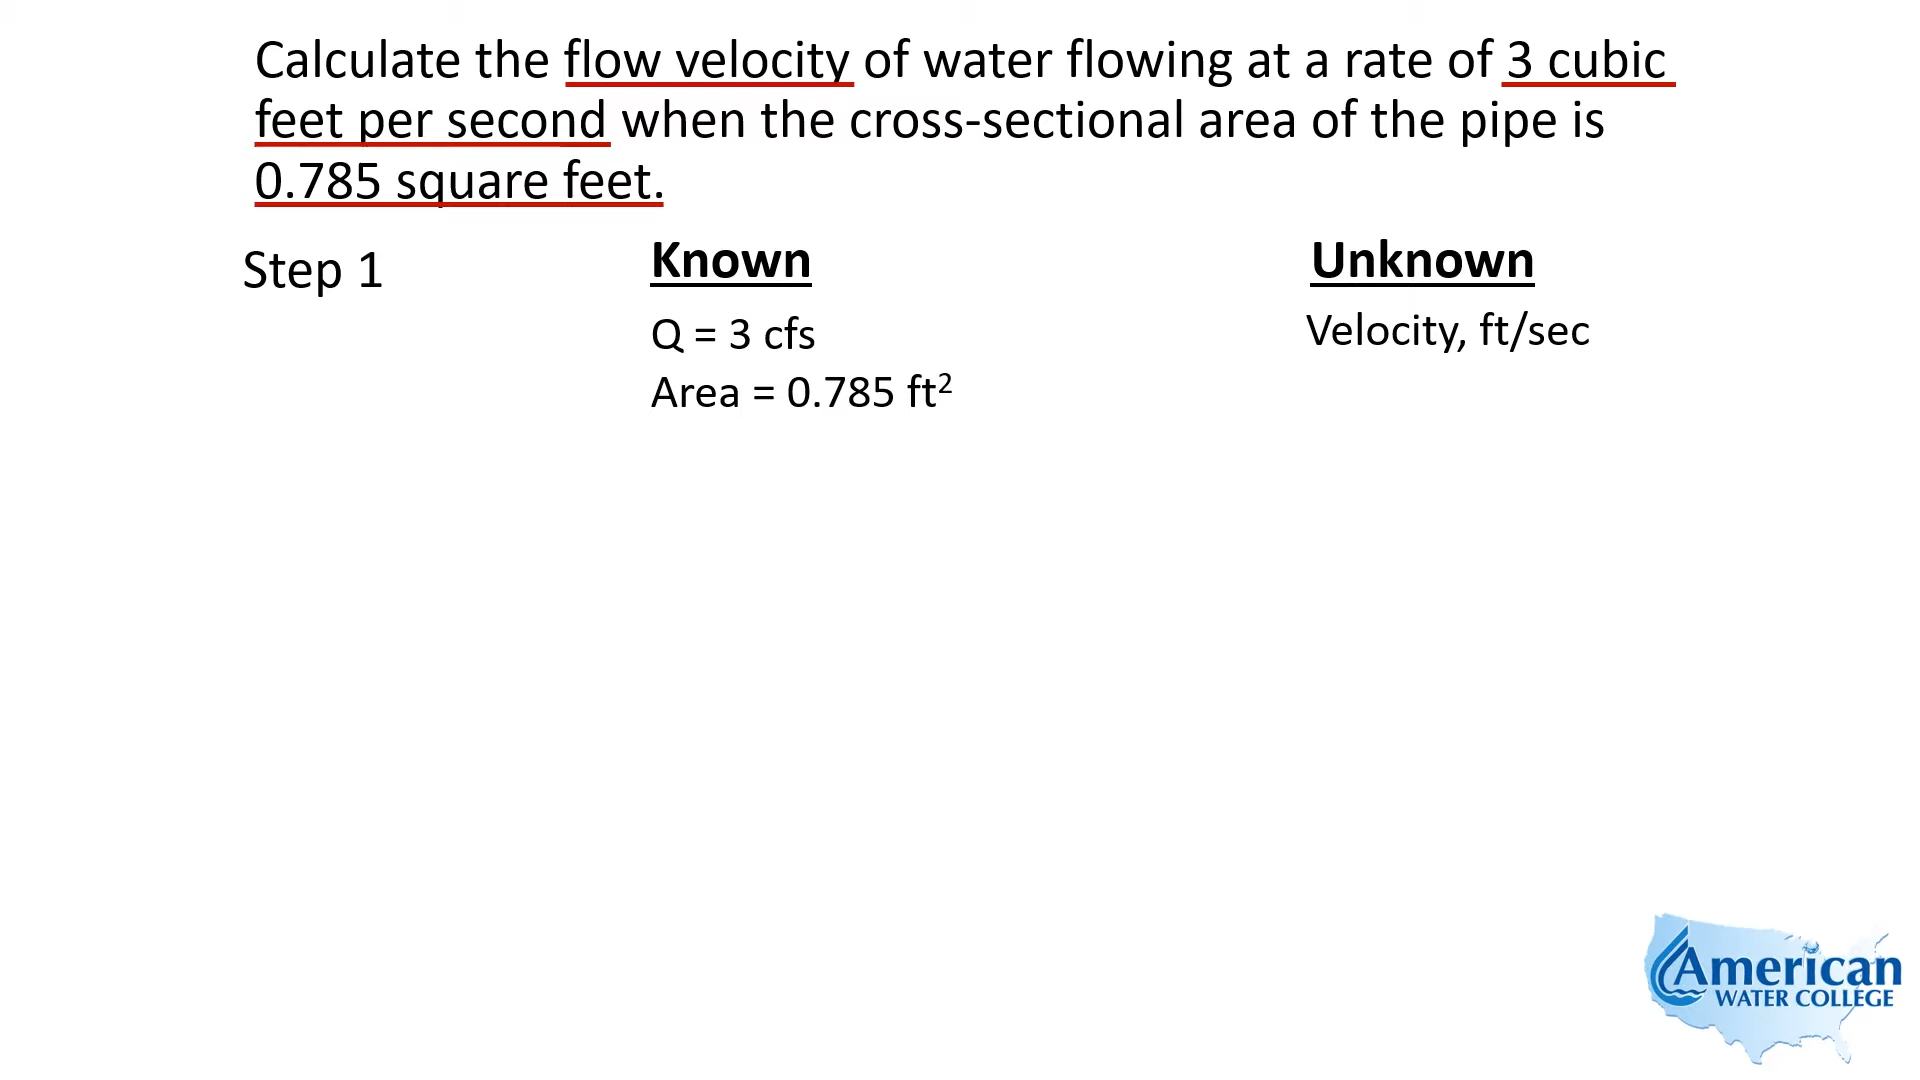 Calculate the flow velocity of water flowing at a rate of 3 cubic
feet per second when the cross-sectional area of the pipe is
0.785 square feet.
Step 1
Known
Unknown
Q = 3 cfs
Velocity, ft/sec
Area = 0.785 ft²
American
WATER COLLEGE